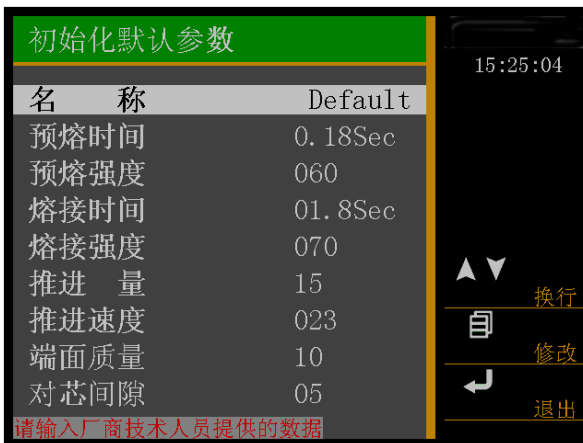 初始化默认参数
15:25:04
名 称 Default
预熔时间 0.18Sec
预熔强度 060
熔接时间 01.8Sec
熔接强度 070
推进 量 15
推进速度 023
端面质量 10
对芯间隙 05
换行
修改
退出
请输入厂商技术人员提供的数据